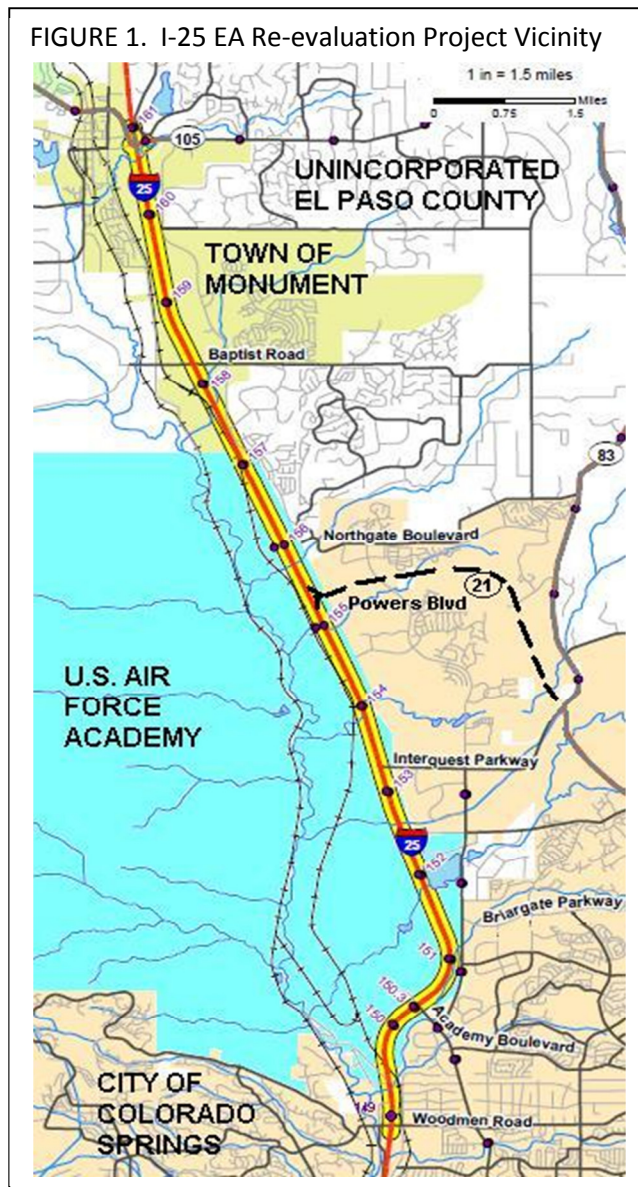 FIGURE 1. I-25 EA Re-evaluation Project Vicinity
1 in = 1.5 miles
Miles
0 0.75 1.5
161
105
UNINCORPORATED
EL PASO COUNTY
25
160
TOWN OF
MONUMENT
159
Baptist Road
158
157
83
156
Northgate Boulevard
21
Powers Blvd
155
U.S. AIR
FORCE
ACADEMY
154
Interquest Parkway
153
25
152
Briargate Parkway
151
150.3
150
Academy Boulevard
CITY OF
COLORADO
SPRINGS
149
Woodmen Road